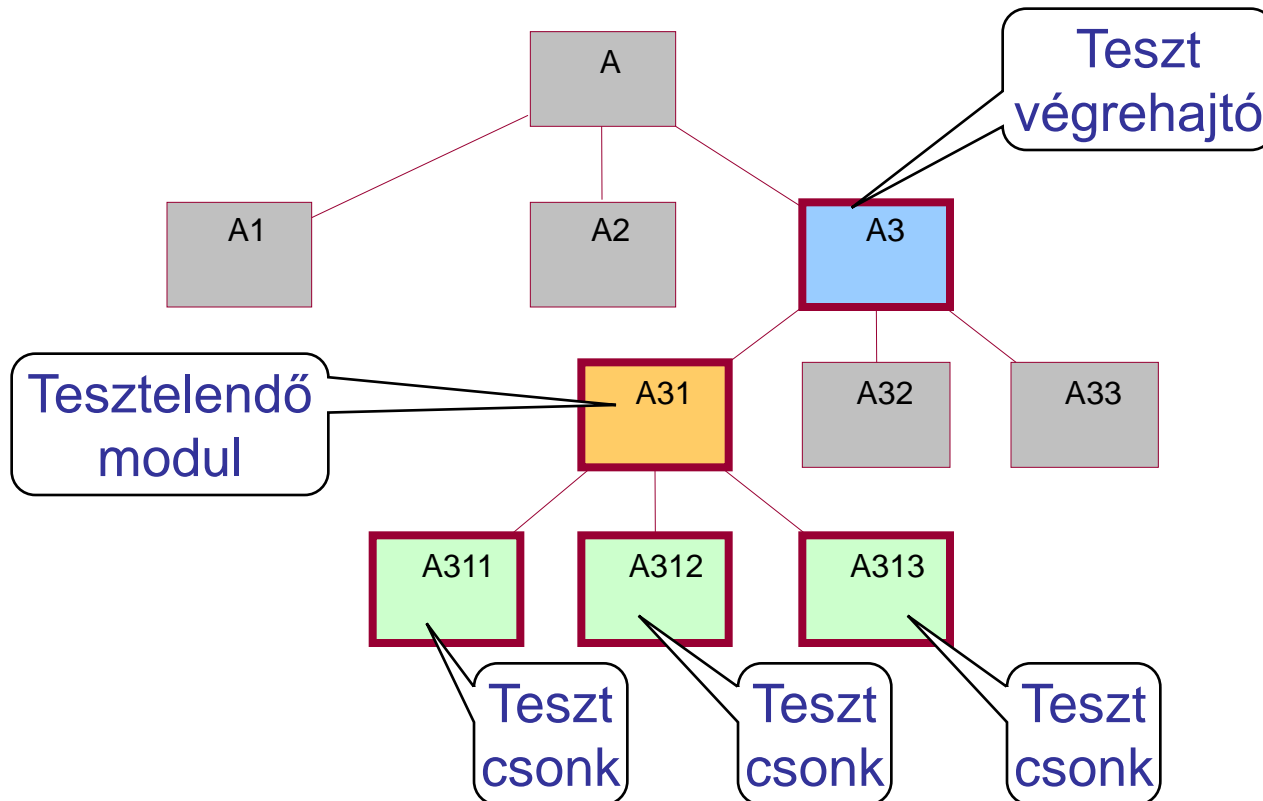 A
Teszt
végrehajtó
A1
A2
A3
Tesztelendő
modul
A31
A32
A33
A311
A312
A313
Teszt
csonk
Teszt
csonk
Teszt
csonk